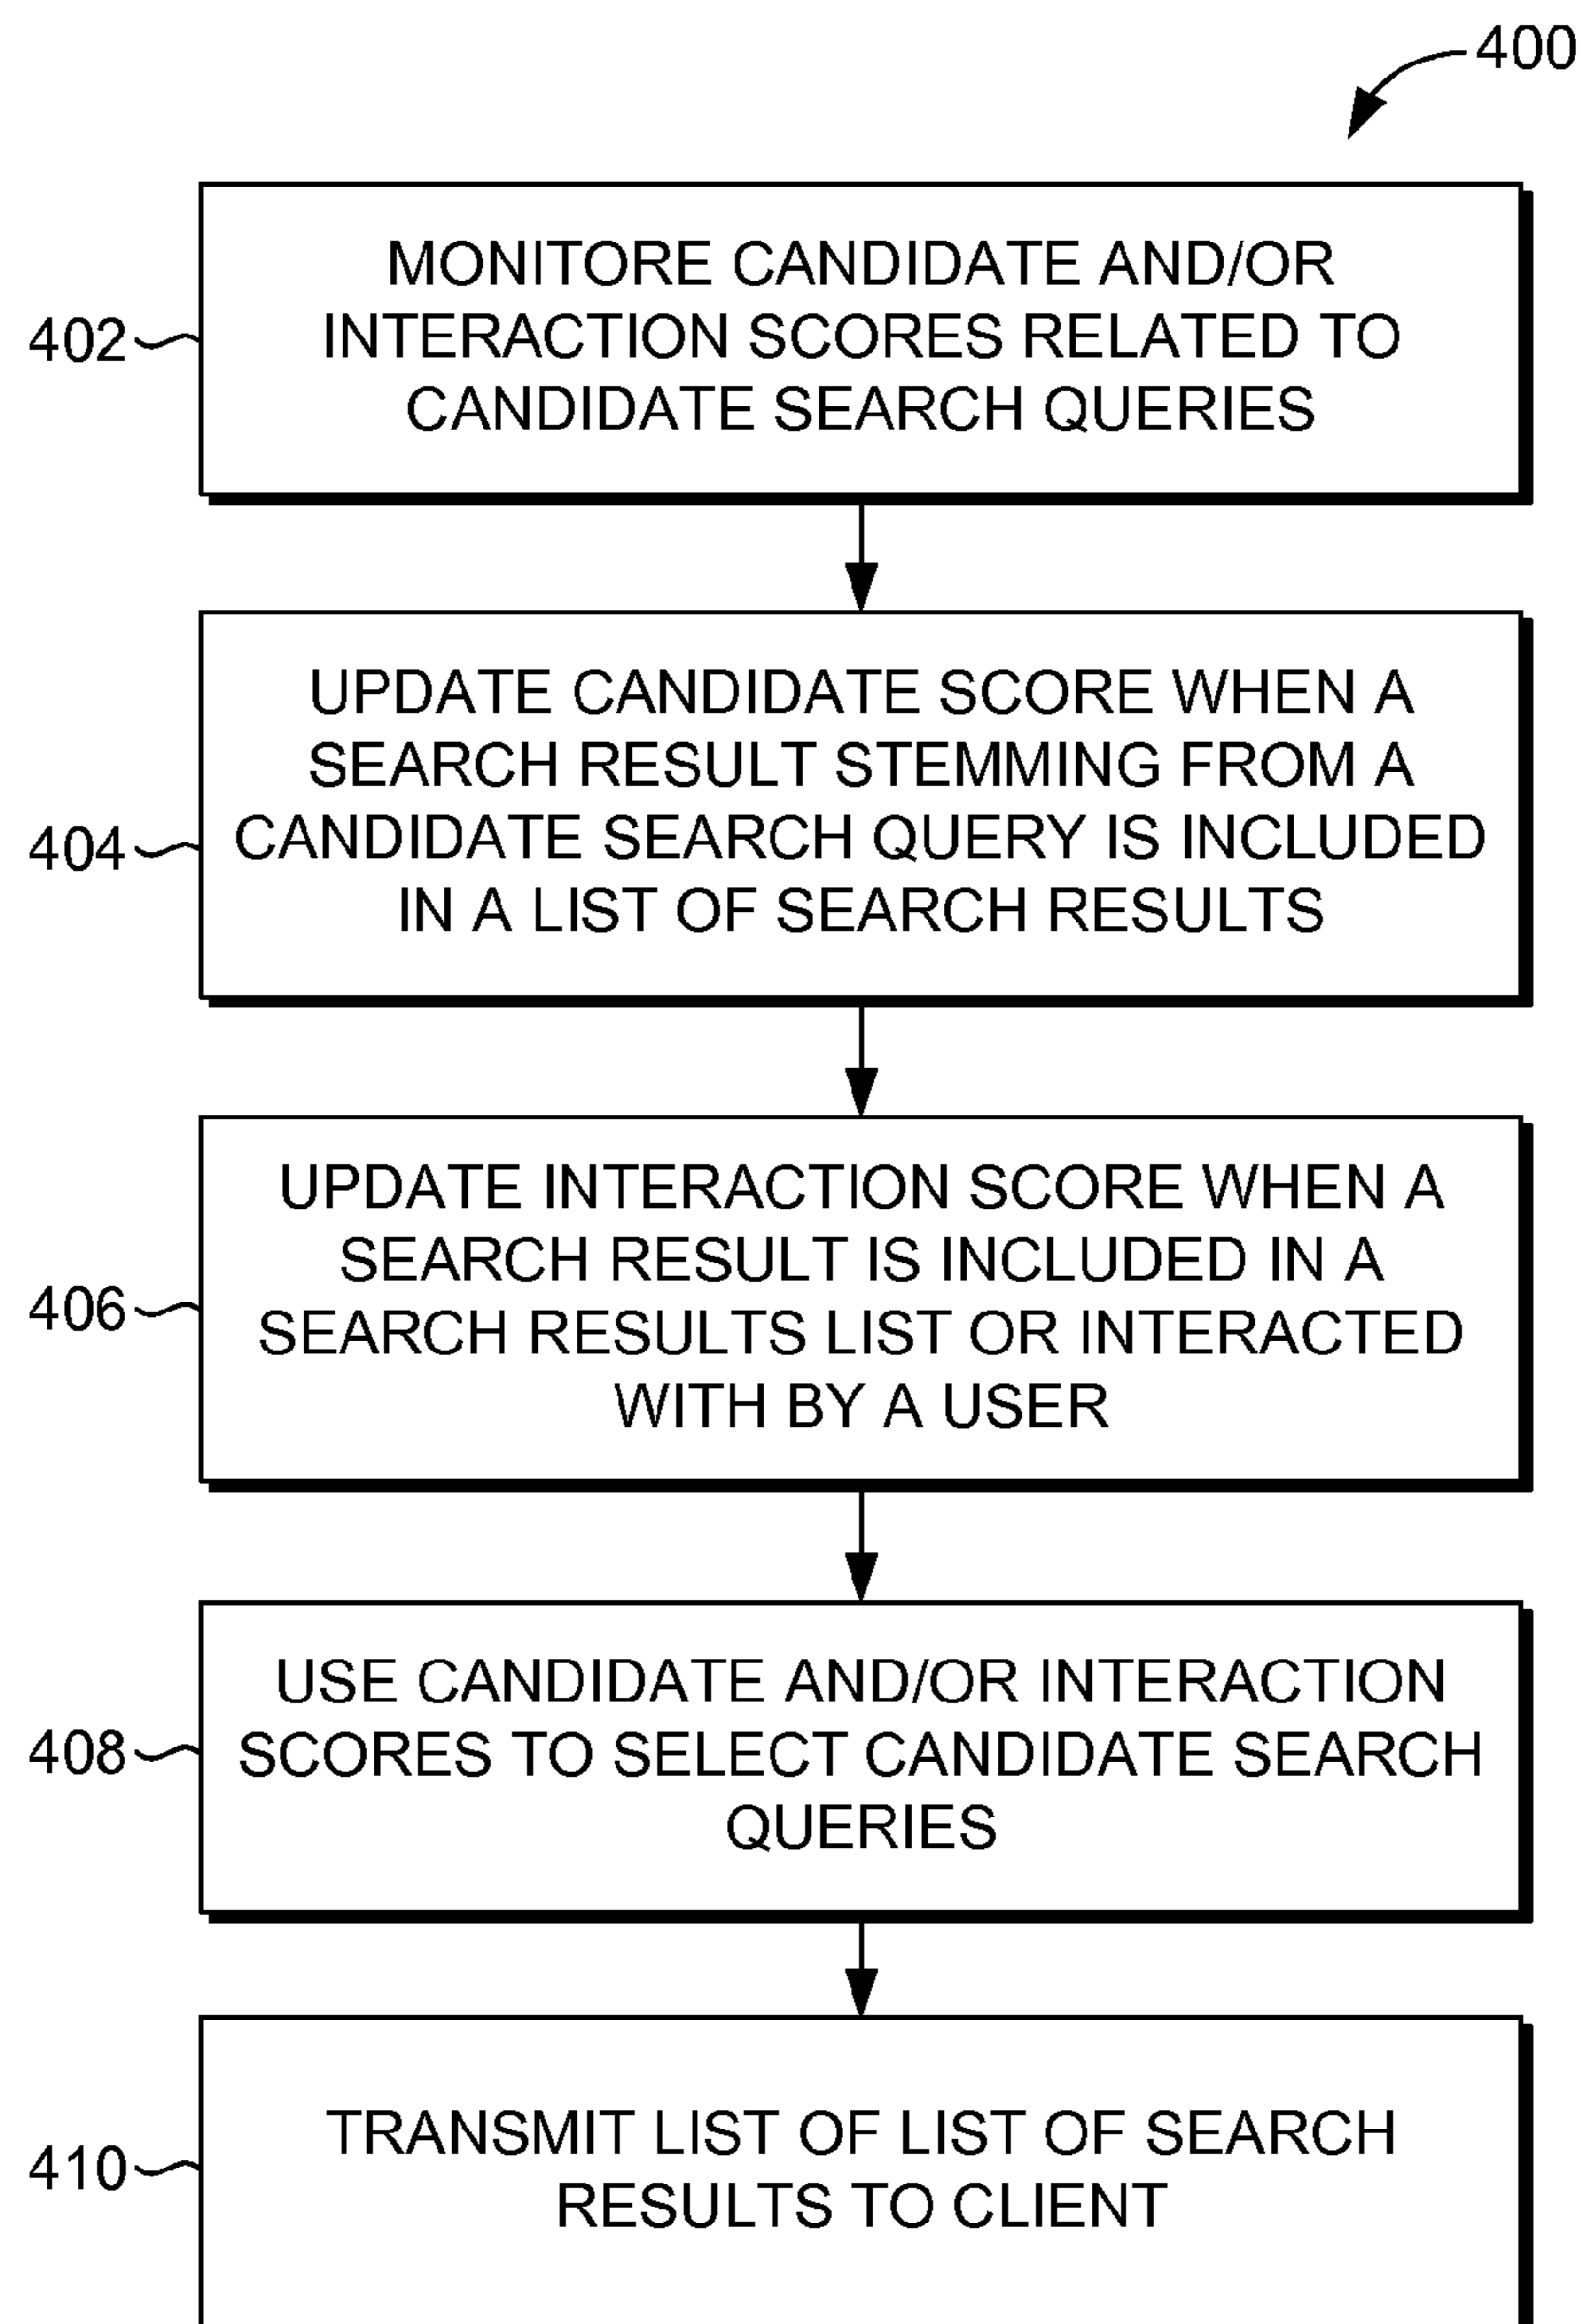 400
402
MONITORE CANDIDATE AND/OR
INTERACTION SCORES RELATED TO
CANDIDATE SEARCH QUERIES
404
UPDATE CANDIDATE SCORE WHEN A
SEARCH RESULT STEMMING FROM A
CANDIDATE SEARCH QUERY IS INCLUDED
IN A LIST OF SEARCH RESULTS
406
UPDATE INTERACTION SCORE WHEN A
SEARCH RESULT IS INCLUDED IN A
SEARCH RESULTS LIST OR INTERACTED
WITH BY A USER
408
USE CANDIDATE AND/OR INTERACTION
SCORES TO SELECT CANDIDATE SEARCH
QUERIES
410
TRANSMIT LIST OF LIST OF SEARCH
RESULTS TO CLIENT